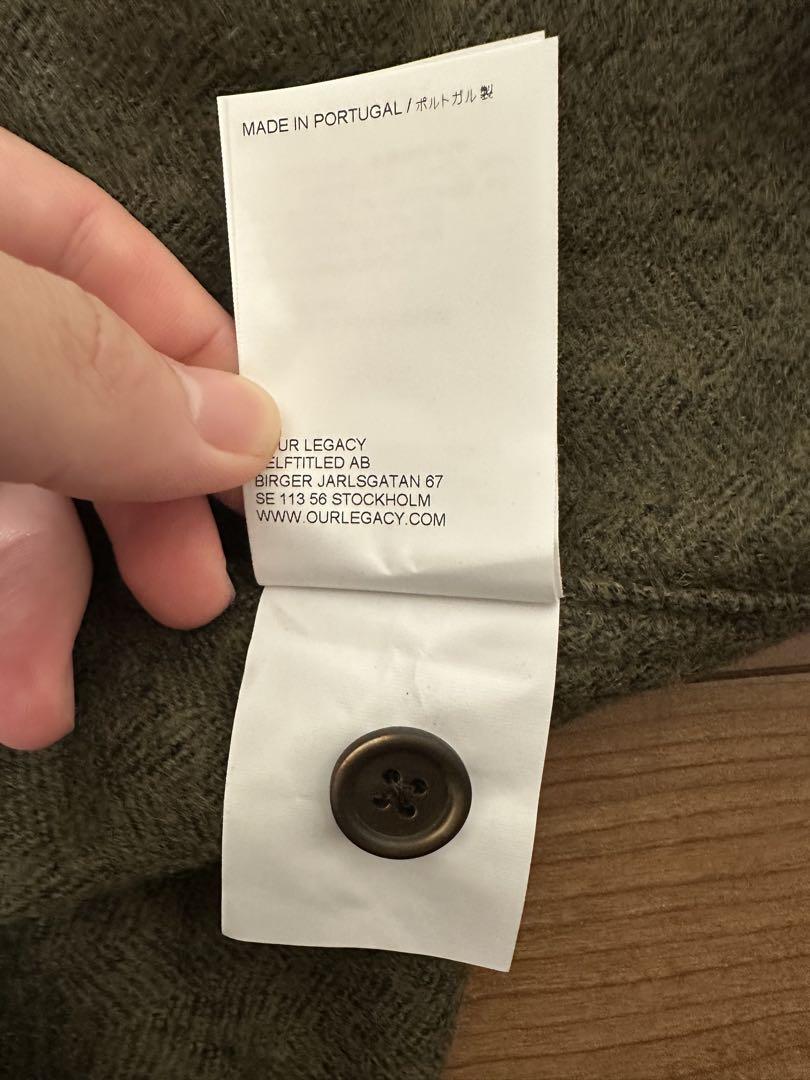 MADE IN PORTUGAL / ポルトガル製
UR LEGACY
ELFTITLED AB
BIRGER JARLSGATAN 67
SE 113 56 STOCKHOLM
WWW.OURLEGACY.COM